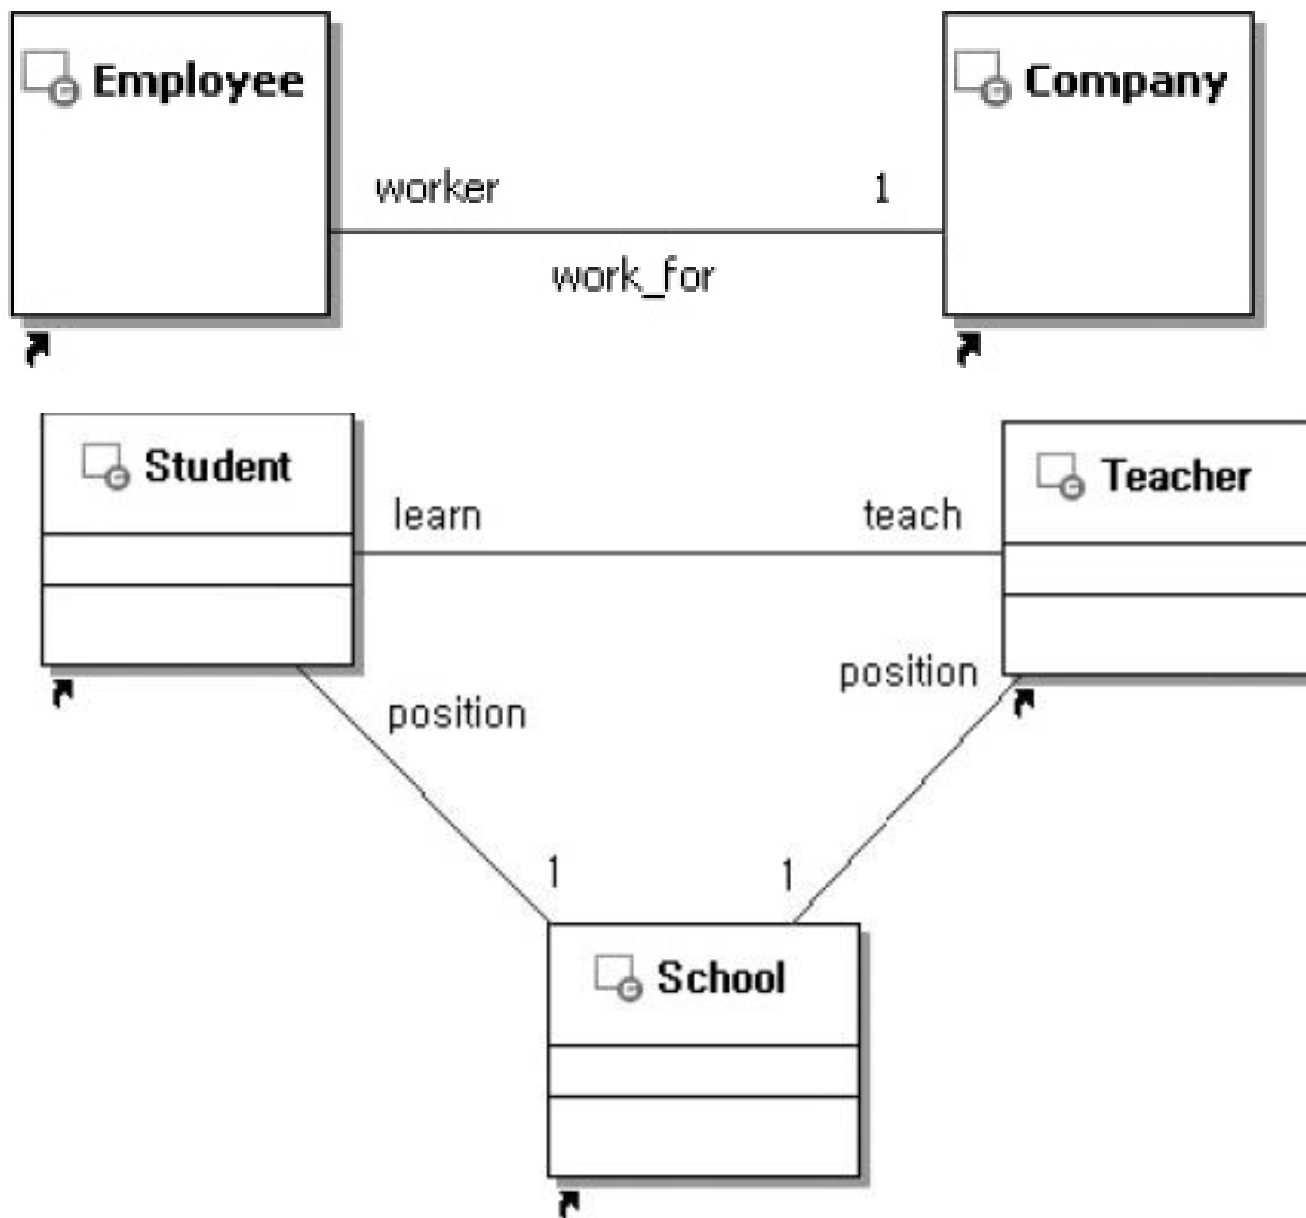 Employee
Company
worker
1
work_for
Student
Teacher
learn
teach
position
position
1
1
School